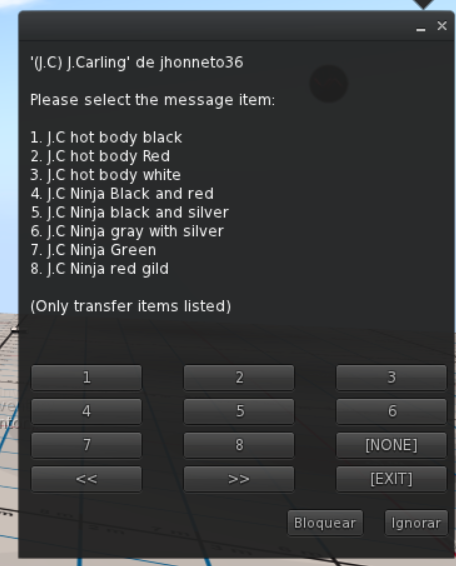 '(J.C) J.Carling' de jhonneto36
Please select the message item:
1. J.C hot body black
2. J.C hot body Red
3. J.C hot body white
4. J.C Ninja Black and red
5. J.C Ninja black and silver
6. J.C Ninja gray with silver
7. J.C Ninja Green
8. J.C Ninja red gild
(Only transfer items listed)
1 2 3
4 5 6
7 8 [NONE]
<< >> [EXIT]
Bloquear Ignorar